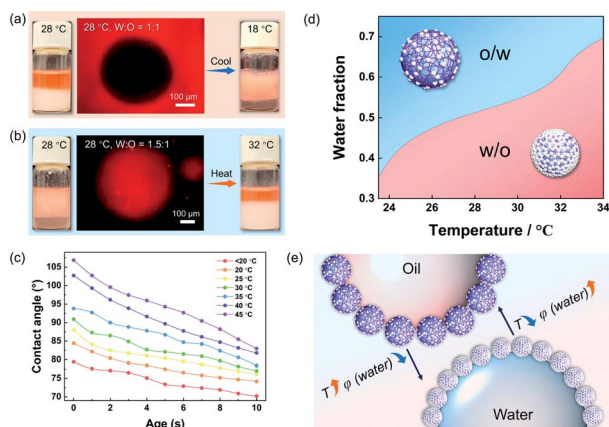 (a)
28 °C
28 °C, W:O = 1:1
100 μm
Cool
18 °C
(b)
28 °C
28 °C, W:O = 1.5:1
100 μm
Heat
32 °C
(c)
Contact angle (°)
105
100
95
90
85
80
75
70
<20 °C
20 °C
25 °C
30 °C
35 °C
40 °C
45 °C
0 2 4 6 8 10
Age (s)
(d)
Water fraction
0.7
0.6
0.5
0.4
0.3
o/w
w/o
24 26 28 30 32 34
Temperature / °C
(e)
Oil
T φ (water)
T φ (water)
Water